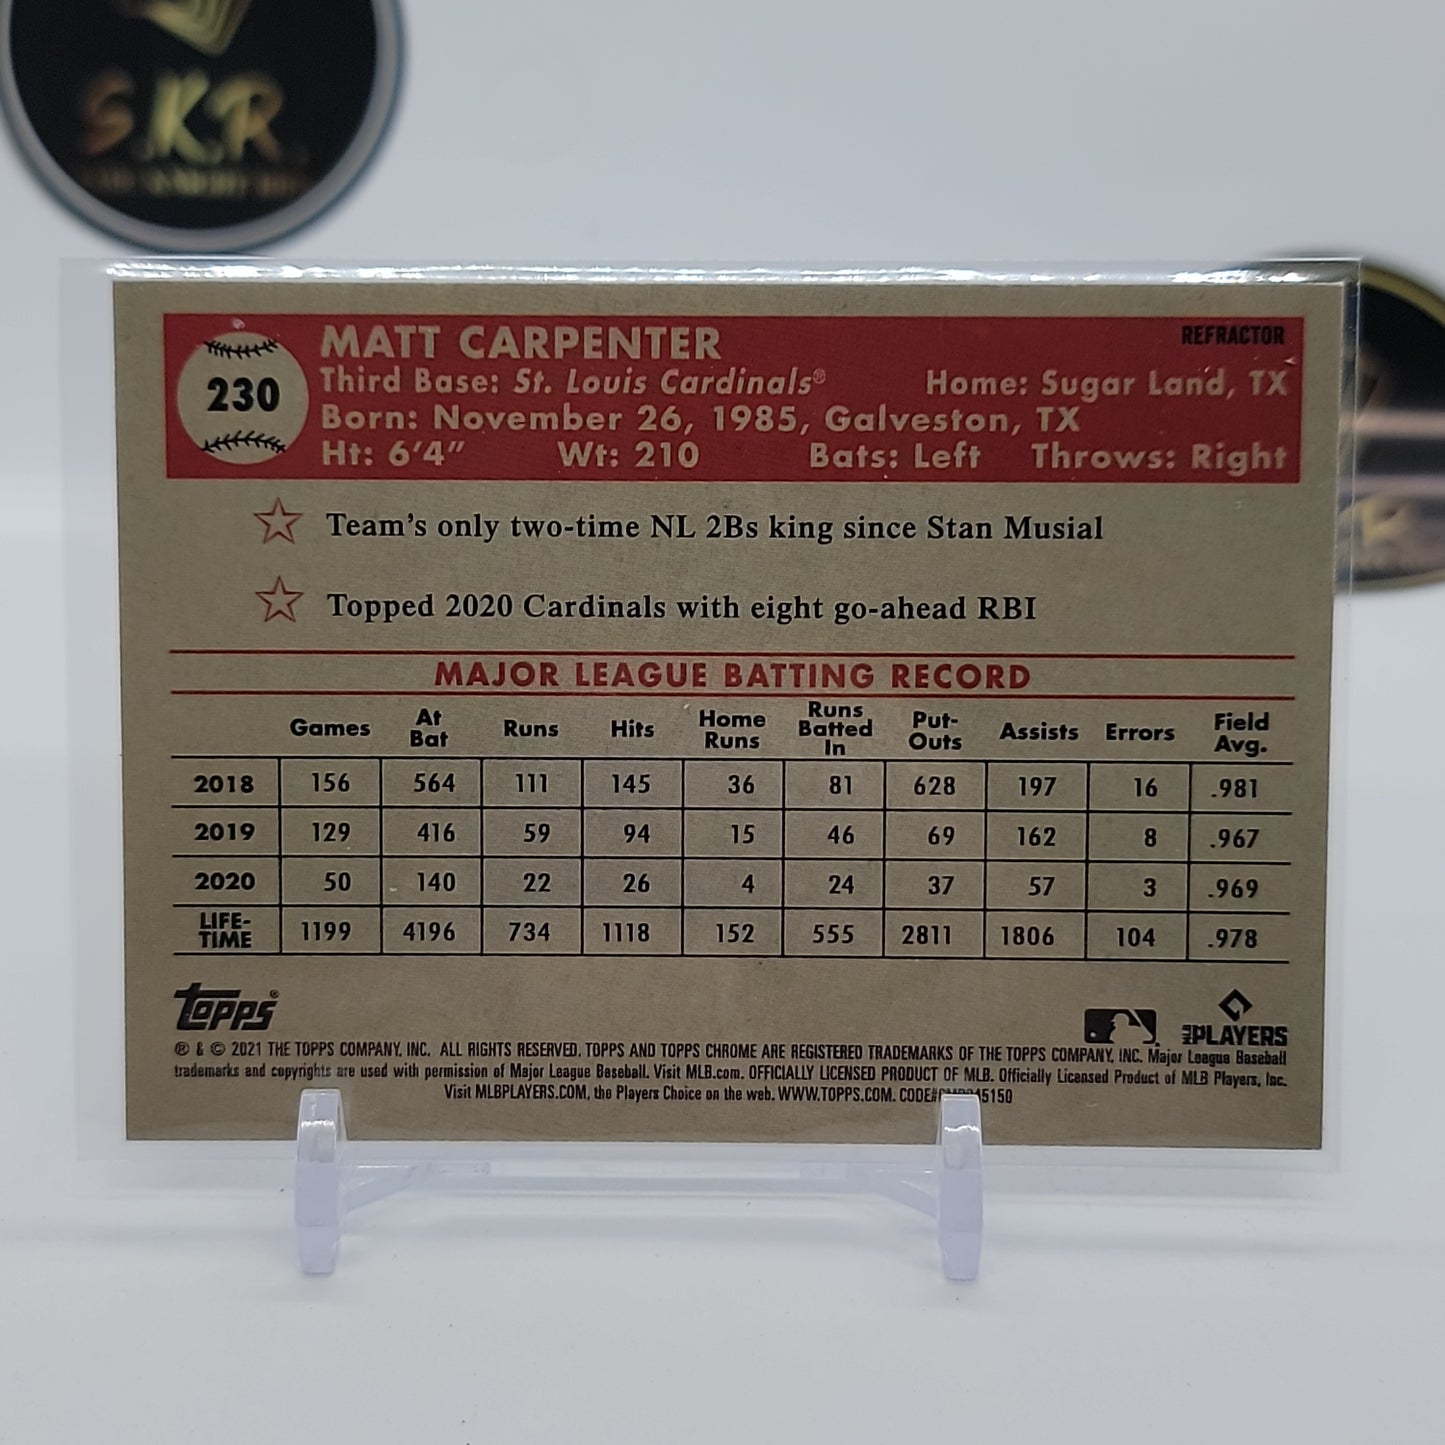 S.K.R.
230
MATT CARPENTER
REFRACTOR
Third Base: St. Louis Cardinals® Home: Sugar Land, TX
Born: November 26, 1985, Galveston, TX
Ht: 6'4" Wt: 210 Bats: Left Throws: Right
Team's only two-time NL 2Bs king since Stan Musial
Topped 2020 Cardinals with eight go-ahead RBI
MAJOR LEAGUE BATTING RECORD
Games At Bat Runs Hits Home Runs Runs Batted In Put-Outs Assists Errors Field Avg.
2018 156 564 111 145 36 81 628 197 16 .981
2019 129 416 59 94 15 46 69 162 8 .967
2020 50 140 22 26 4 24 37 57 3 .969
LIFE-TIME 1199 4196 734 1118 152 555 2811 1806 104 .978
topps®
MLB PLAYERS
® & © 2021 THE TOPPS COMPANY, INC. ALL RIGHTS RESERVED. TOPPS AND TOPPS CHROME ARE REGISTERED TRADEMARKS OF THE TOPPS COMPANY, INC. Major League Baseball
trademarks and copyrights are used with permission of Major League Baseball. Visit MLB.com. OFFICIALLY LICENSED PRODUCT OF MLB. Officially Licensed Product of MLB Players, Inc.
Visit MLBPLAYERS.COM, the Players Choice on the web. WWW.TOPPS.COM.